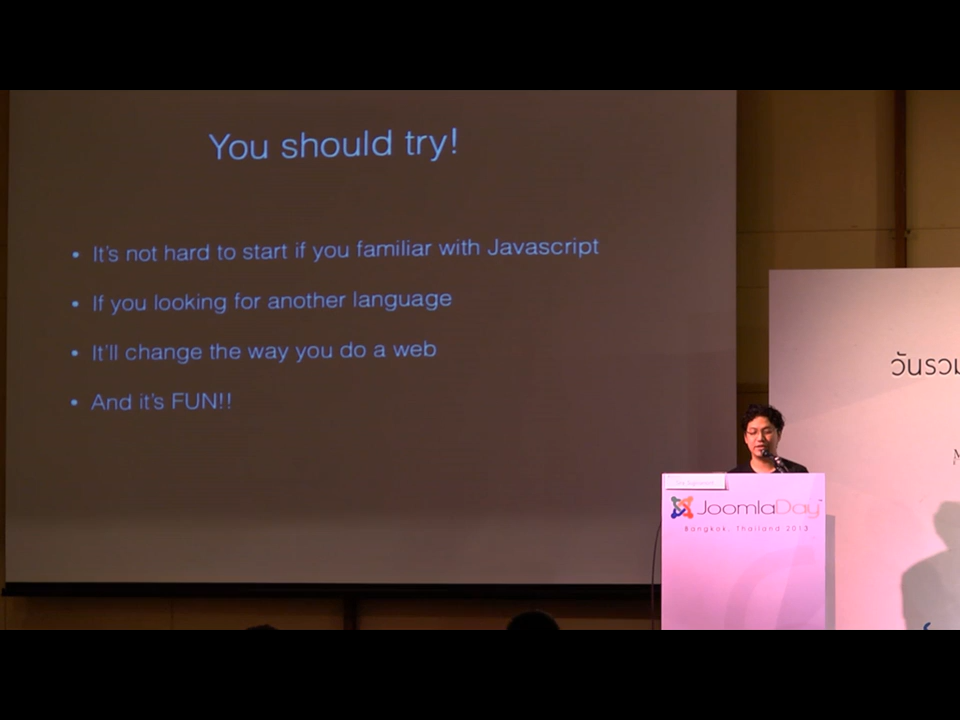 You should try!
• It's not hard to start if you familiar with Javascript
• If you looking for another language
• It'll change the way you do a web
• And it's FUN!!
วันรวม
JoomlaDay™
Bangkok, Thailand 2013